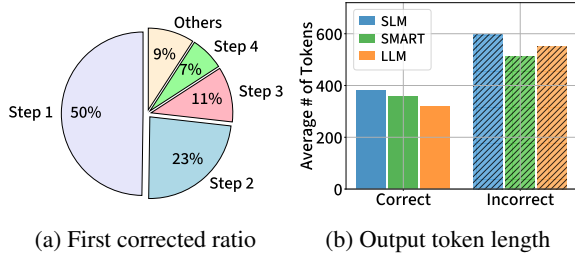 Others
9%
Step 4
7%
Step 3
11%
Step 1
50%
23%
Step 2
(a) First corrected ratio
Average # of Tokens
600
400
200
0
SLM
SMART
LLM
Correct
Incorrect
(b) Output token length